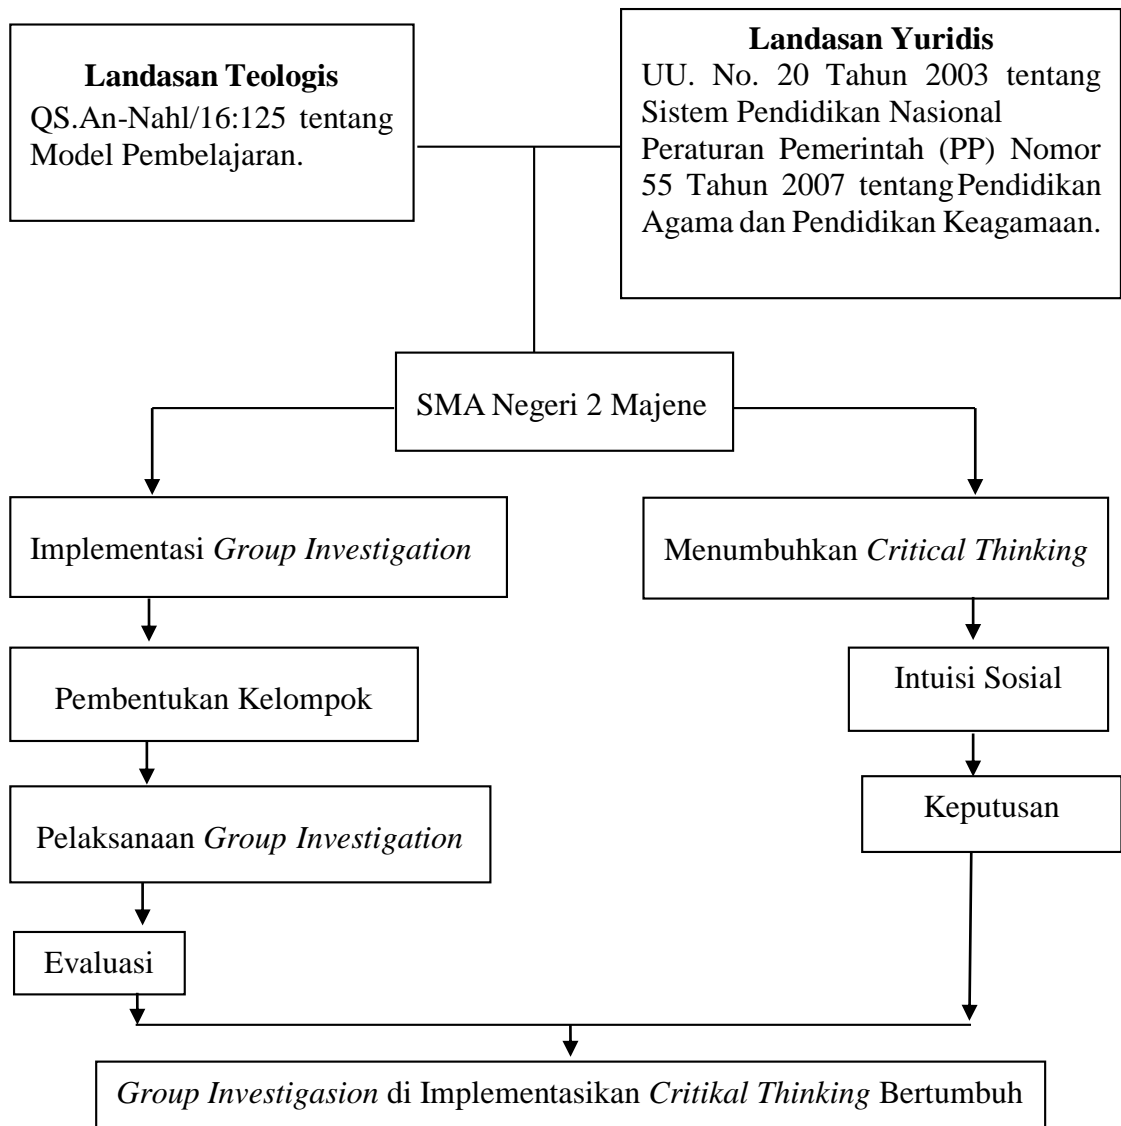 Landasan Teologis
QS.An-Nahl/16:125 tentang
Model Pembelajaran.
Landasan Yuridis
UU. No. 20 Tahun 2003 tentang
Sistem Pendidikan Nasional
Peraturan Pemerintah (PP) Nomor
55 Tahun 2007 tentang Pendidikan
Agama dan Pendidikan Keagamaan.
SMA Negeri 2 Majene
Implementasi Group Investigation
Menumbuhkan Critical Thinking
Pembentukan Kelompok
Intuisi Sosial
Pelaksanaan Group Investigation
Keputusan
Evaluasi
Group Investigasion di Implementasikan Critikal Thinking Bertumbuh